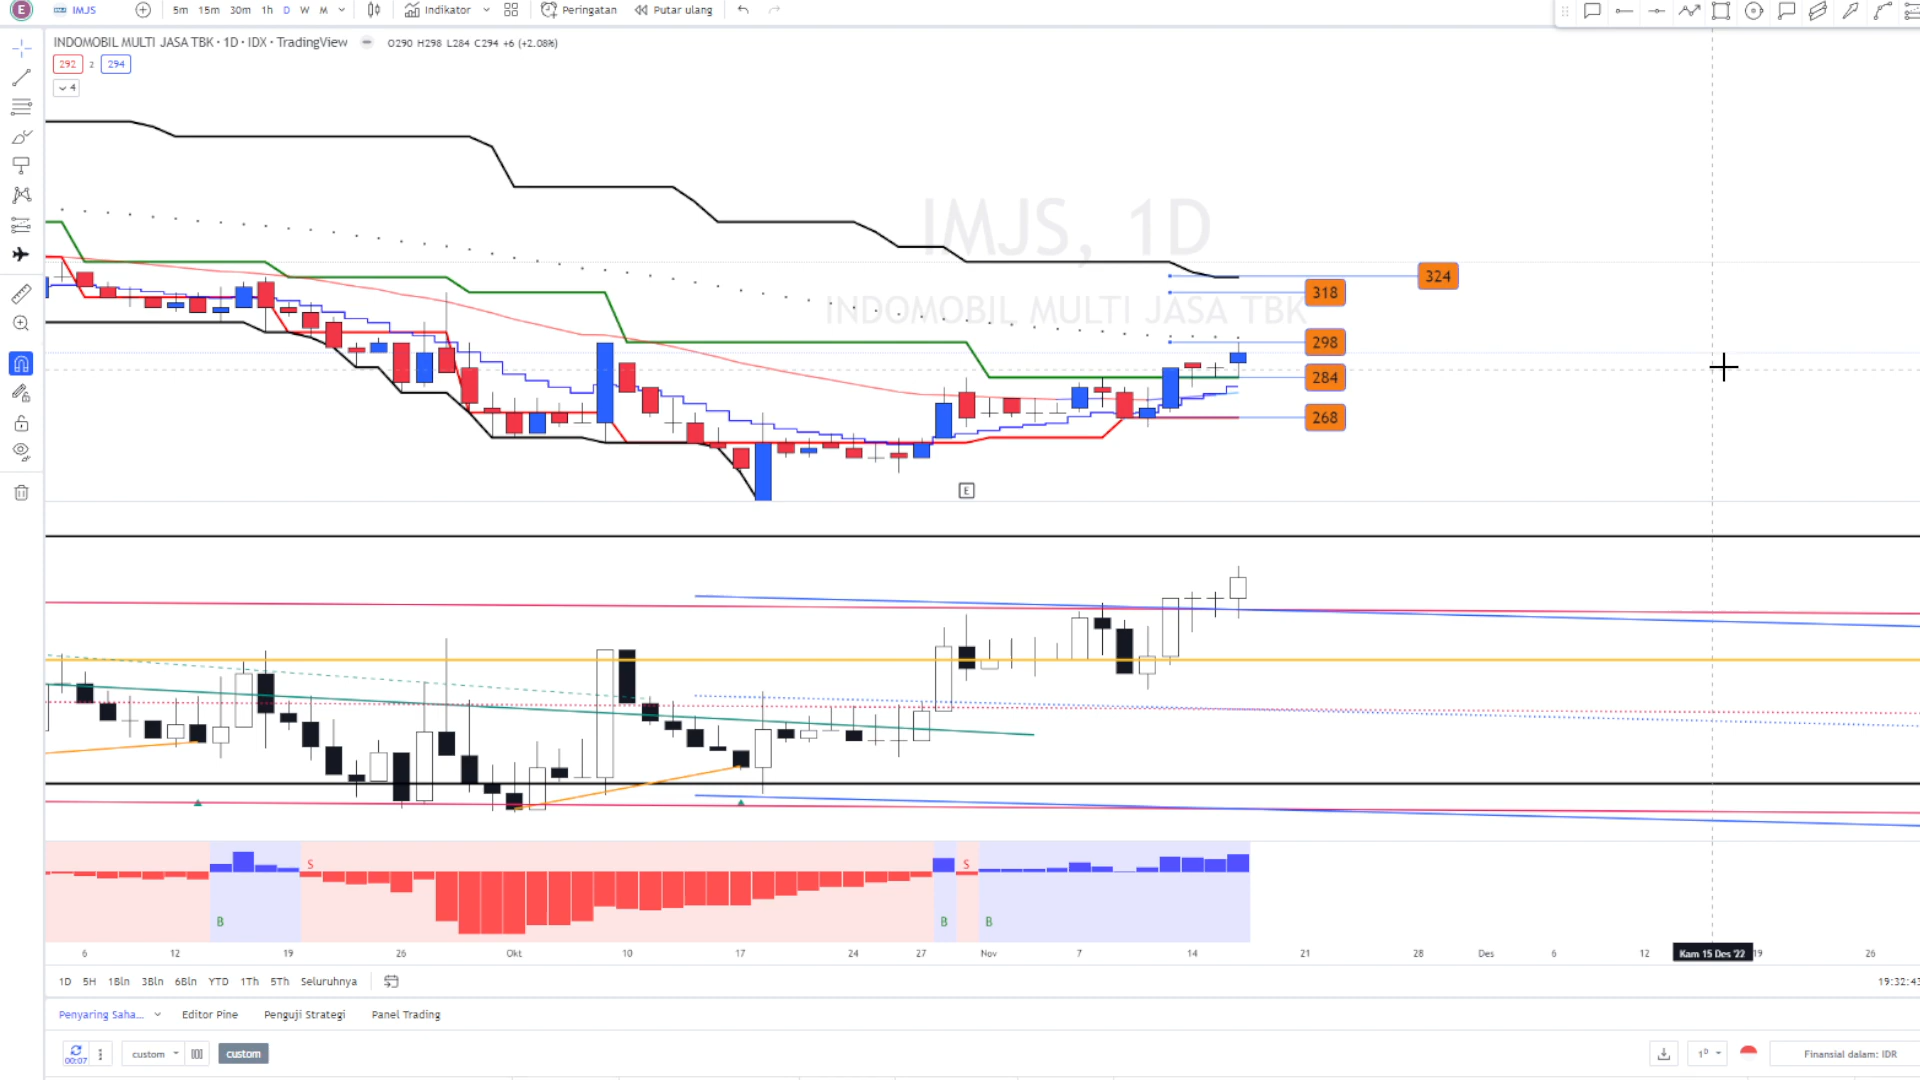 E IMJS 5m 15m 30m 1h D W M Indikator Peringatan Putar ulang
INDOMOBIL MULTI JASA TBK · 1D · IDX · TradingView O290 H298 L284 C294 +6 (+2.08%)
292 2 294
4
IMJS, 1D
INDOMOBIL MULTI JASA TBK
324
318
298
284
268
E
S S
B B B
6 12 19 26 Okt 10 17 24 27 Nov 7 14 21 28 Des 6 12 Kam 15 Des '22 19 26
1D 5H 1Bln 3Bln 6Bln YTD 1Th 5Th Seluruhnya 19:32:43
Penyaring Saha... Editor Pine Penguji Strategi Panel Trading
00:07 custom custom 1D Finansial dalam: IDR